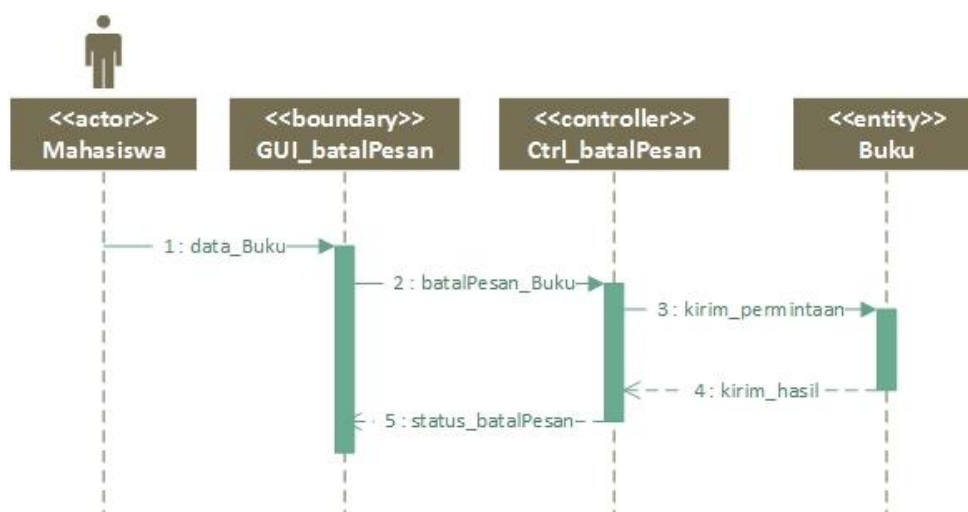 <<actor>>
Mahasiswa
<<boundary>>
GUI_batalPesan
<<controller>>
Ctrl_batalPesan
<<entity>>
Buku
1 : data_Buku
2 : batalPesan_Buku
3 : kirim_permintaan
4 : kirim_hasil
5 : status_batalPesan